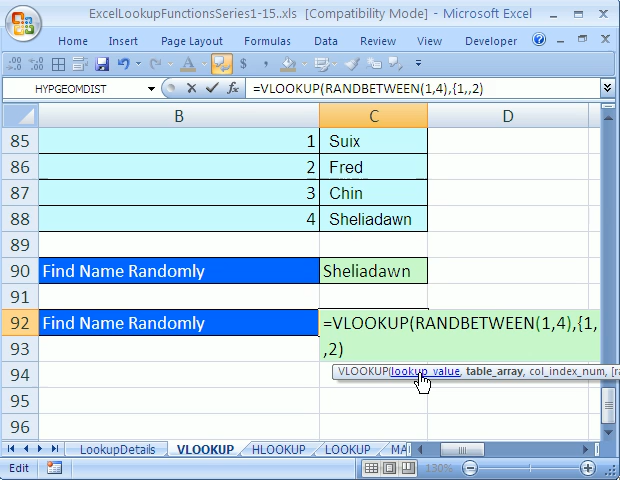 ExcelLookupFunctionsSeries1-15..xls [Compatibility Mode] - Microsoft Excel
Home Insert Page Layout Formulas Data Review View Developer
HYPGEOMDIST fx =VLOOKUP(RANDBETWEEN(1,4),{1,,2)
B C D
85 1 Suix
86 2 Fred
87 3 Chin
88 4 Sheliadawn
89
90 Find Name Randomly Sheliadawn
91
92 Find Name Randomly =VLOOKUP(RANDBETWEEN(1,4),{1,
93 ,2)
94 VLOOKUP(lookup_value, table_array, col_index_num, [ra
95
96
LookupDetails VLOOKUP HLOOKUP LOOKUP MA
Edit 130%